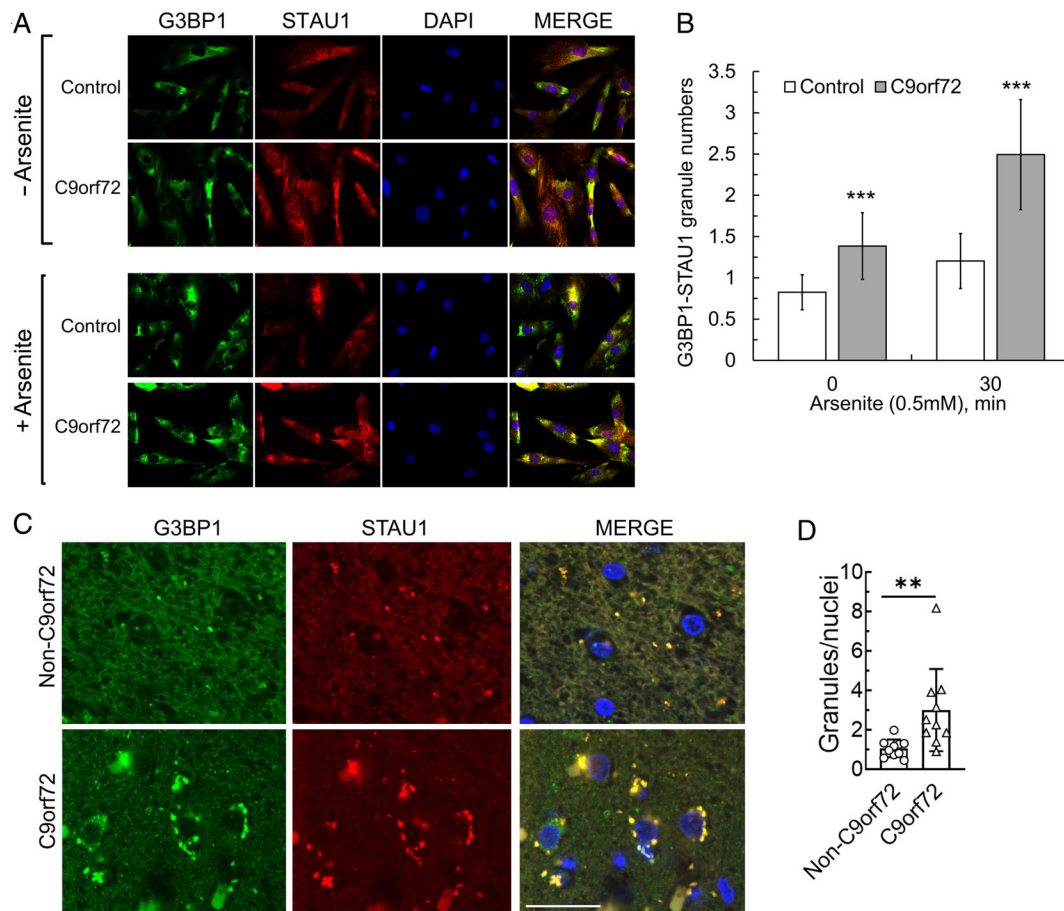 A
G3BP1 STAU1 DAPI MERGE
– Arsenite
Control
C9orf72
+ Arsenite
Control
C9orf72
B
G3BP1-STAU1 granule numbers
3.5
3
2.5
2
1.5
1
0.5
0
Control C9orf72
***
***
0 30
Arsenite (0.5mM), min
C
G3BP1 STAU1 MERGE
Non-C9orf72
C9orf72
D
Granules/nuclei
10
8
6
4
2
0
**
Non-C9orf72
C9orf72